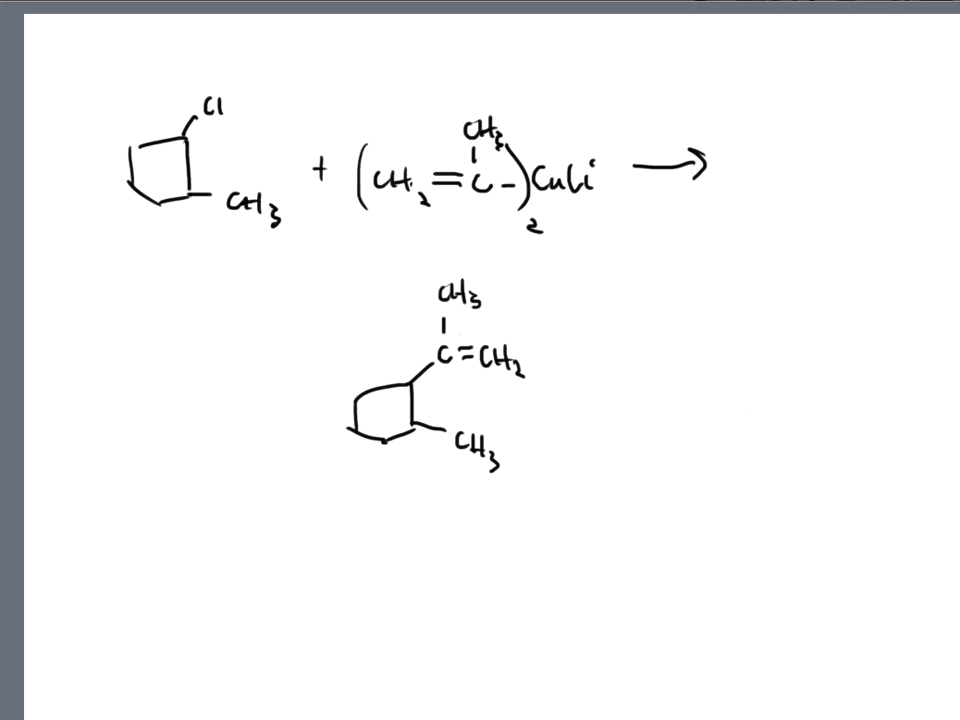 Cl
CH3
+ (CH2=C-)2CuLi →
CH3
CH3
C=CH2
CH3